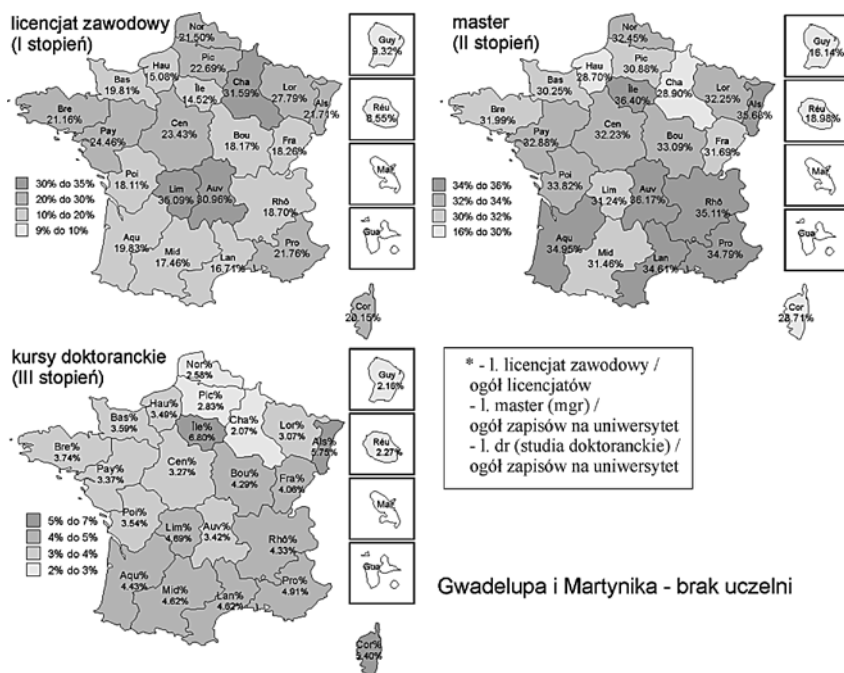 licencjat zawodowy
(I stopień)
Nor
21.50%
Pic
22.69%
Hau
15.08%
Cha
31.59%
Bas
19.81%
Île
14.52%
Lor
27.79%
Als
21.71%
Bre
21.16%
Pay
24.46%
Cen
23.43%
Bou
18.17%
Fra
18.26%
Poi
18.11%
Lim
36.09%
Auv
30.96%
Rhô
18.70%
Aqu
19.83%
Mid
17.46%
Lan
16.71%
Pro
21.76%
Cor
20.15%
Guy
9.32%
Réu
8.55%
Mar
Gua
30% do 35%
20% do 30%
10% do 20%
9% do 10%
master
(II stopień)
Nor
32.45%
Pic
30.88%
Hau
28.70%
Cha
28.90%
Bas
30.25%
Île
36.40%
Lor
32.25%
Als
35.68%
Bre
31.99%
Pay
32.88%
Cen
32.23%
Bou
33.09%
Fra
31.69%
Poi
33.82%
Lim
31.24%
Auv
36.17%
Rhô
35.11%
Aqu
34.95%
Mid
31.46%
Lan
34.61%
Pro
34.79%
Cor
28.71%
Guy
16.14%
Réu
18.98%
Mar
Gua
34% do 36%
32% do 34%
30% do 32%
16% do 30%
kursy doktoranckie
(III stopień)
Nor%
2.58%
Pic%
2.83%
Hau%
3.49%
Cha%
2.07%
Bas%
3.59%
Île%
6.80%
Lor%
3.07%
Als%
5.75%
Bre%
3.74%
Pay%
3.37%
Cen%
3.27%
Bou%
4.29%
Fra%
4.06%
Poi%
3.54%
Lim%
4.69%
Auv%
3.42%
Rhô%
4.33%
Aqu%
4.43%
Mid%
4.62%
Lan%
4.62%
Pro%
4.91%
Cor%
5.40%
Guy
2.16%
Réu
2.27%
Mar
Gua
5% do 7%
4% do 5%
3% do 4%
2% do 3%
* - l. licencjat zawodowy /
ogół licencjatów
- l. master (mgr) /
ogół zapisów na uniwersytet
- l. dr (studia doktoranckie) /
ogół zapisów na uniwersytet
Gwadelupa i Martynika - brak uczelni